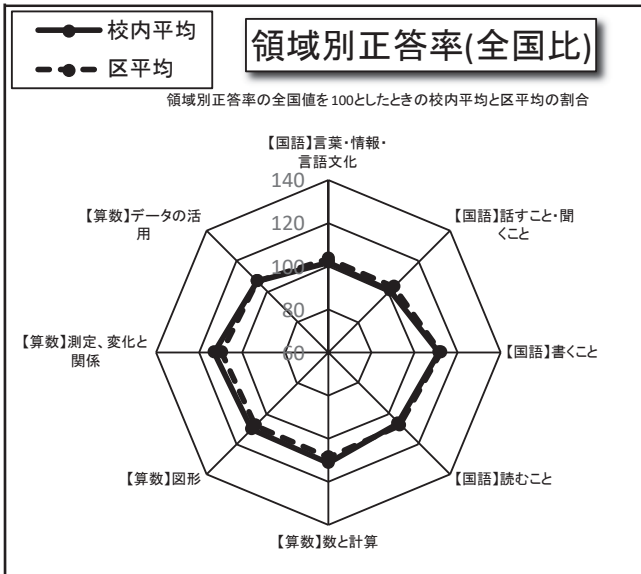 校内平均
区平均
領域別正答率(全国比)
領域別正答率の全国値を100としたときの校内平均と区平均の割合
【国語】言葉・情報・
言語文化
【国語】話すこと・聞
くこと
【国語】書くこと
【国語】読むこと
【算数】数と計算
【算数】図形
【算数】測定、変化と
関係
【算数】データの活
用
140
120
100
80
60